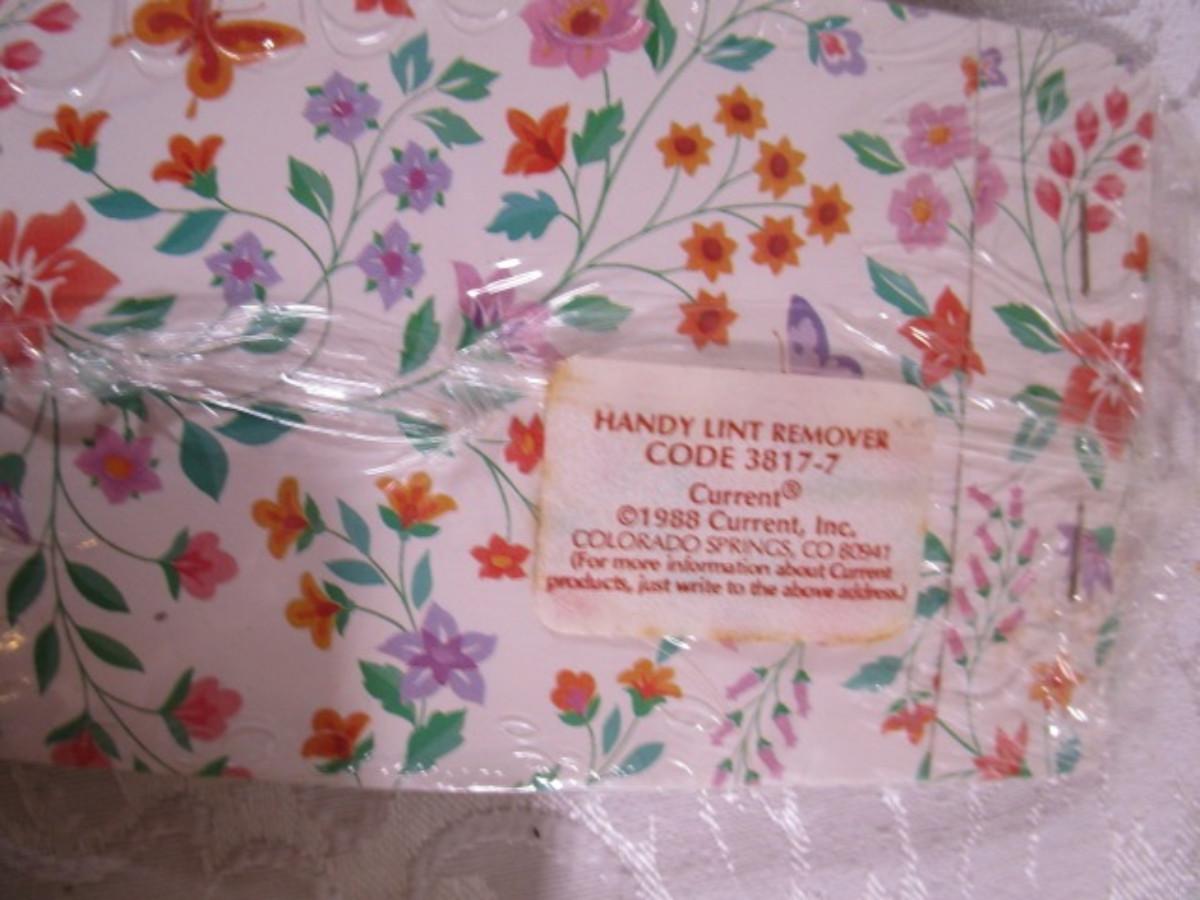 HANDY LINT REMOVER
CODE 3817-7
Current®
©1988 Current, Inc.
COLORADO SPRINGS, CO 80941
(For more information about Current
products, just write to the above address.)